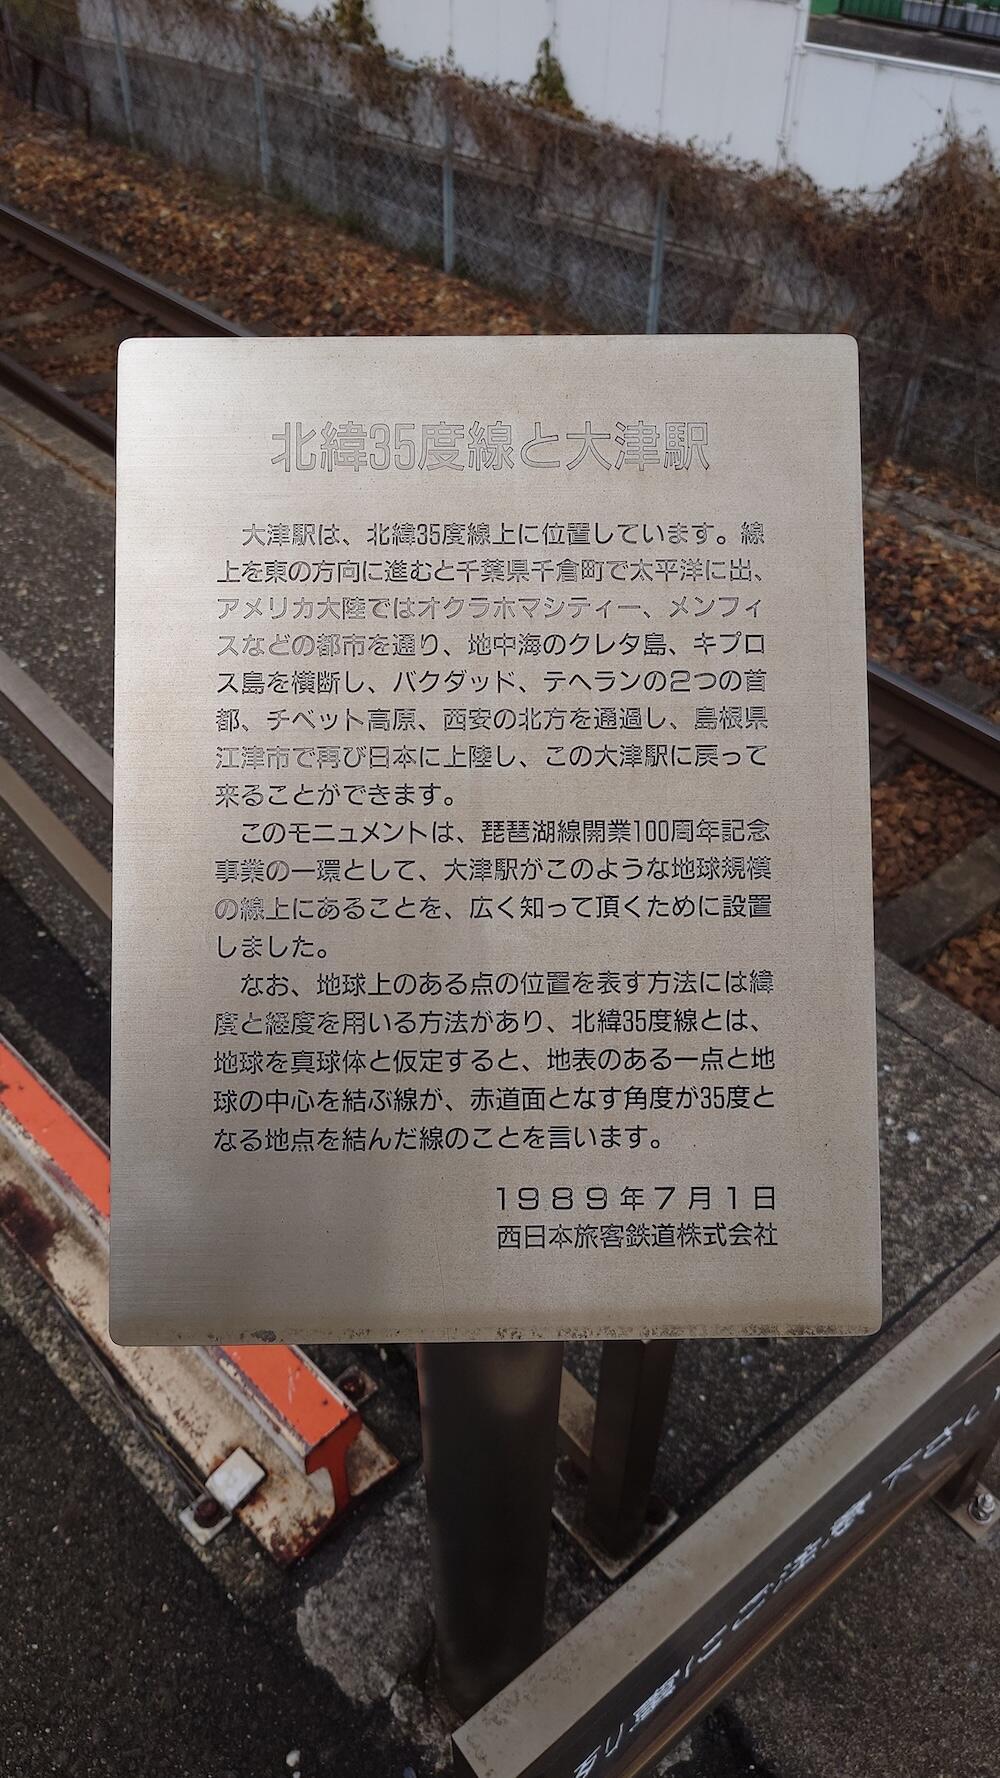 北緯35度線と大津駅
大津駅は、北緯35度線上に位置しています。線
上を東の方向に進むと千葉県千倉町で太平洋に出、
アメリカ大陸ではオクラホマシティー、メンフィ
スなどの都市を通り、地中海のクレタ島、キプロ
ス島を横断し、バクダッド、テヘランの2つの首
都、チベット高原、西安の北方を通過し、島根県
江津市で再び日本に上陸し、この大津駅に戻って
来ることができます。
このモニュメントは、琵琶湖線開業100周年記念
事業の一環として、大津駅がこのような地球規模
の線上にあることを、広く知って頂くために設置
しました。
なお、地球上のある点の位置を表す方法には緯
度と経度を用いる方法があり、北緯35度線とは、
地球を真球体と仮定すると、地表のある一点と地
球の中心を結ぶ線が、赤道面となす角度が35度と
なる地点を結んだ線のことを言います。
1989年7月1日
西日本旅客鉄道株式会社